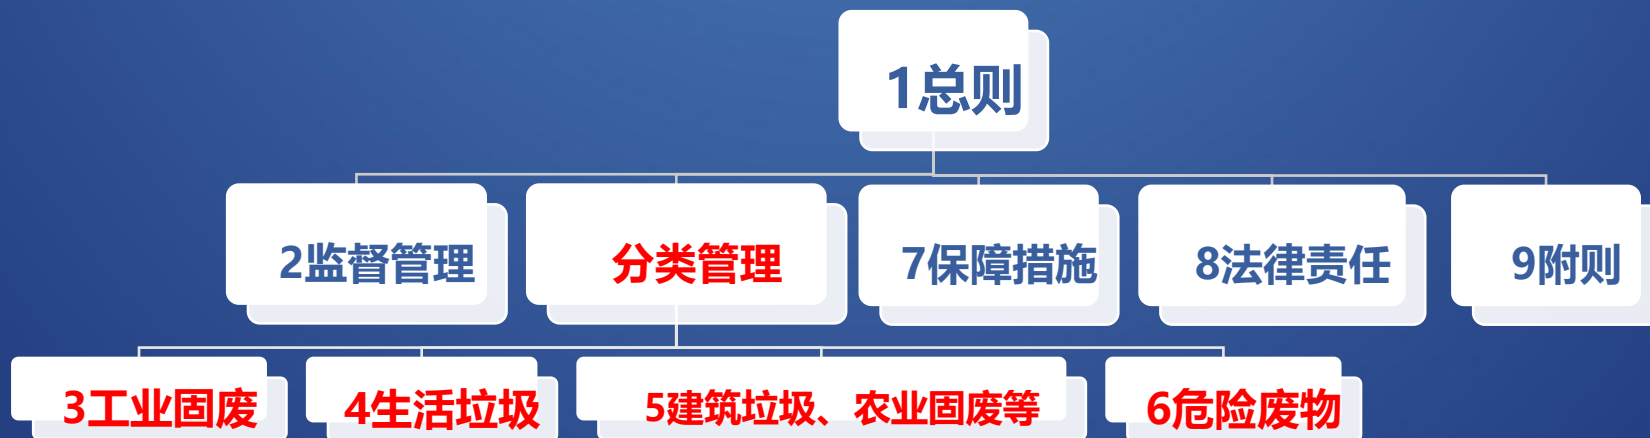 1总则
2监督管理
分类管理
7保障措施
8法律责任
9附则
3工业固废
4生活垃圾
5建筑垃圾、农业固废等
6危险废物